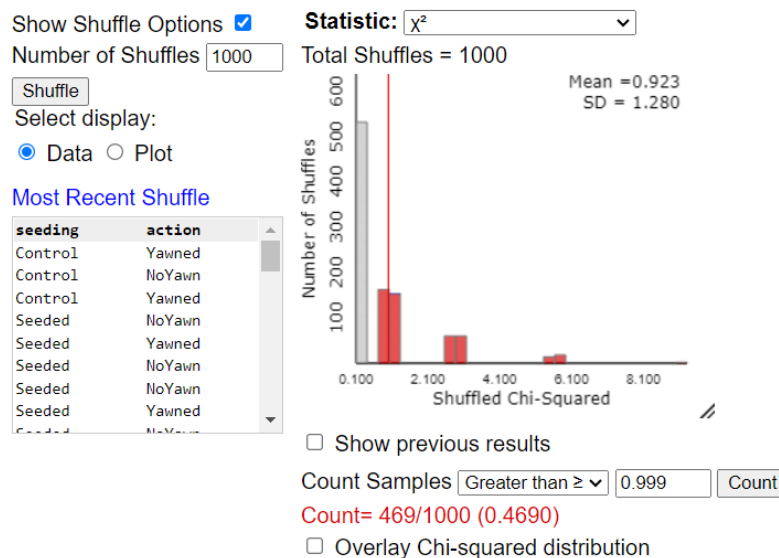 Show Shuffle Options
Number of Shuffles 1000
Shuffle
Select display:
Data Plot
Most Recent Shuffle
seeding action
Control Yawned
Control NoYawn
Control Yawned
Seeded NoYawn
Seeded Yawned
Seeded NoYawn
Seeded NoYawn
Seeded Yawned
Seeded NoYawn
Statistic: χ²
Total Shuffles = 1000
Mean =0.923
SD = 1.280
Number of Shuffles
600
500
400
300
200
100
0.100 2.100 4.100 6.100 8.100
Shuffled Chi-Squared
Show previous results
Count Samples Greater than ≥ 0.999 Count
Count= 469/1000 (0.4690)
Overlay Chi-squared distribution